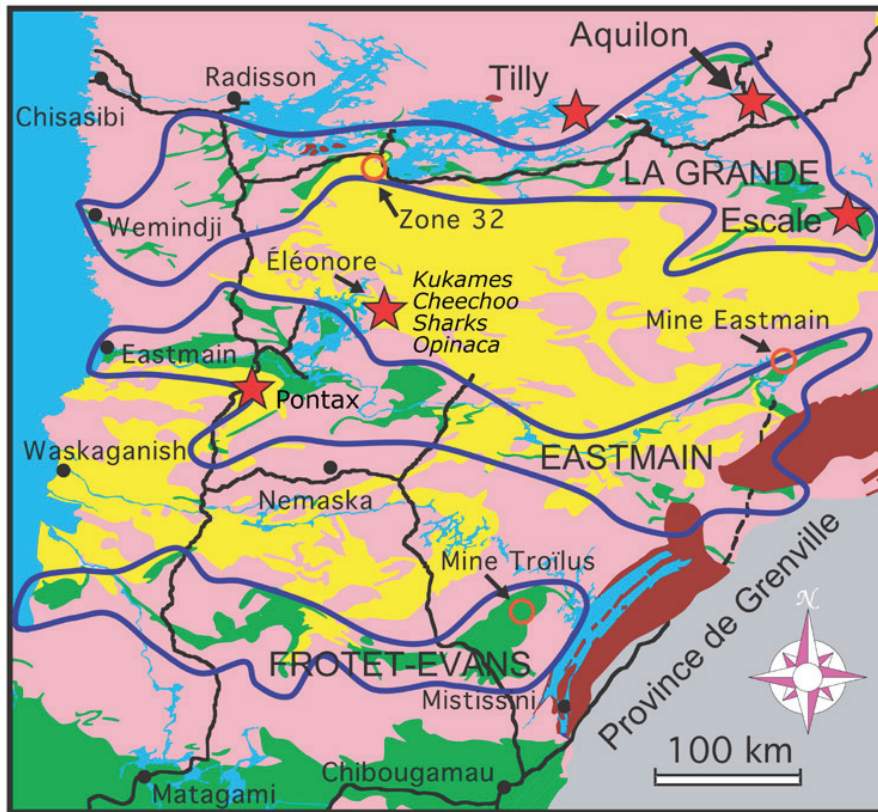 Aquilon
Radisson
Tilly
Chisasibi
LA GRANDE
Wemindji
Zone 32
Escale
Éléonore
Kukames
Cheechoo
Sharks
Opinaca
Mine Eastmain
Eastmain
Pontax
Waskaganish
EASTMAIN
Nemaska
Mine Troïlus
Province de Grenville
N
FROTET-EVANS
Mistissini
100 km
Chibougamau
Matagami